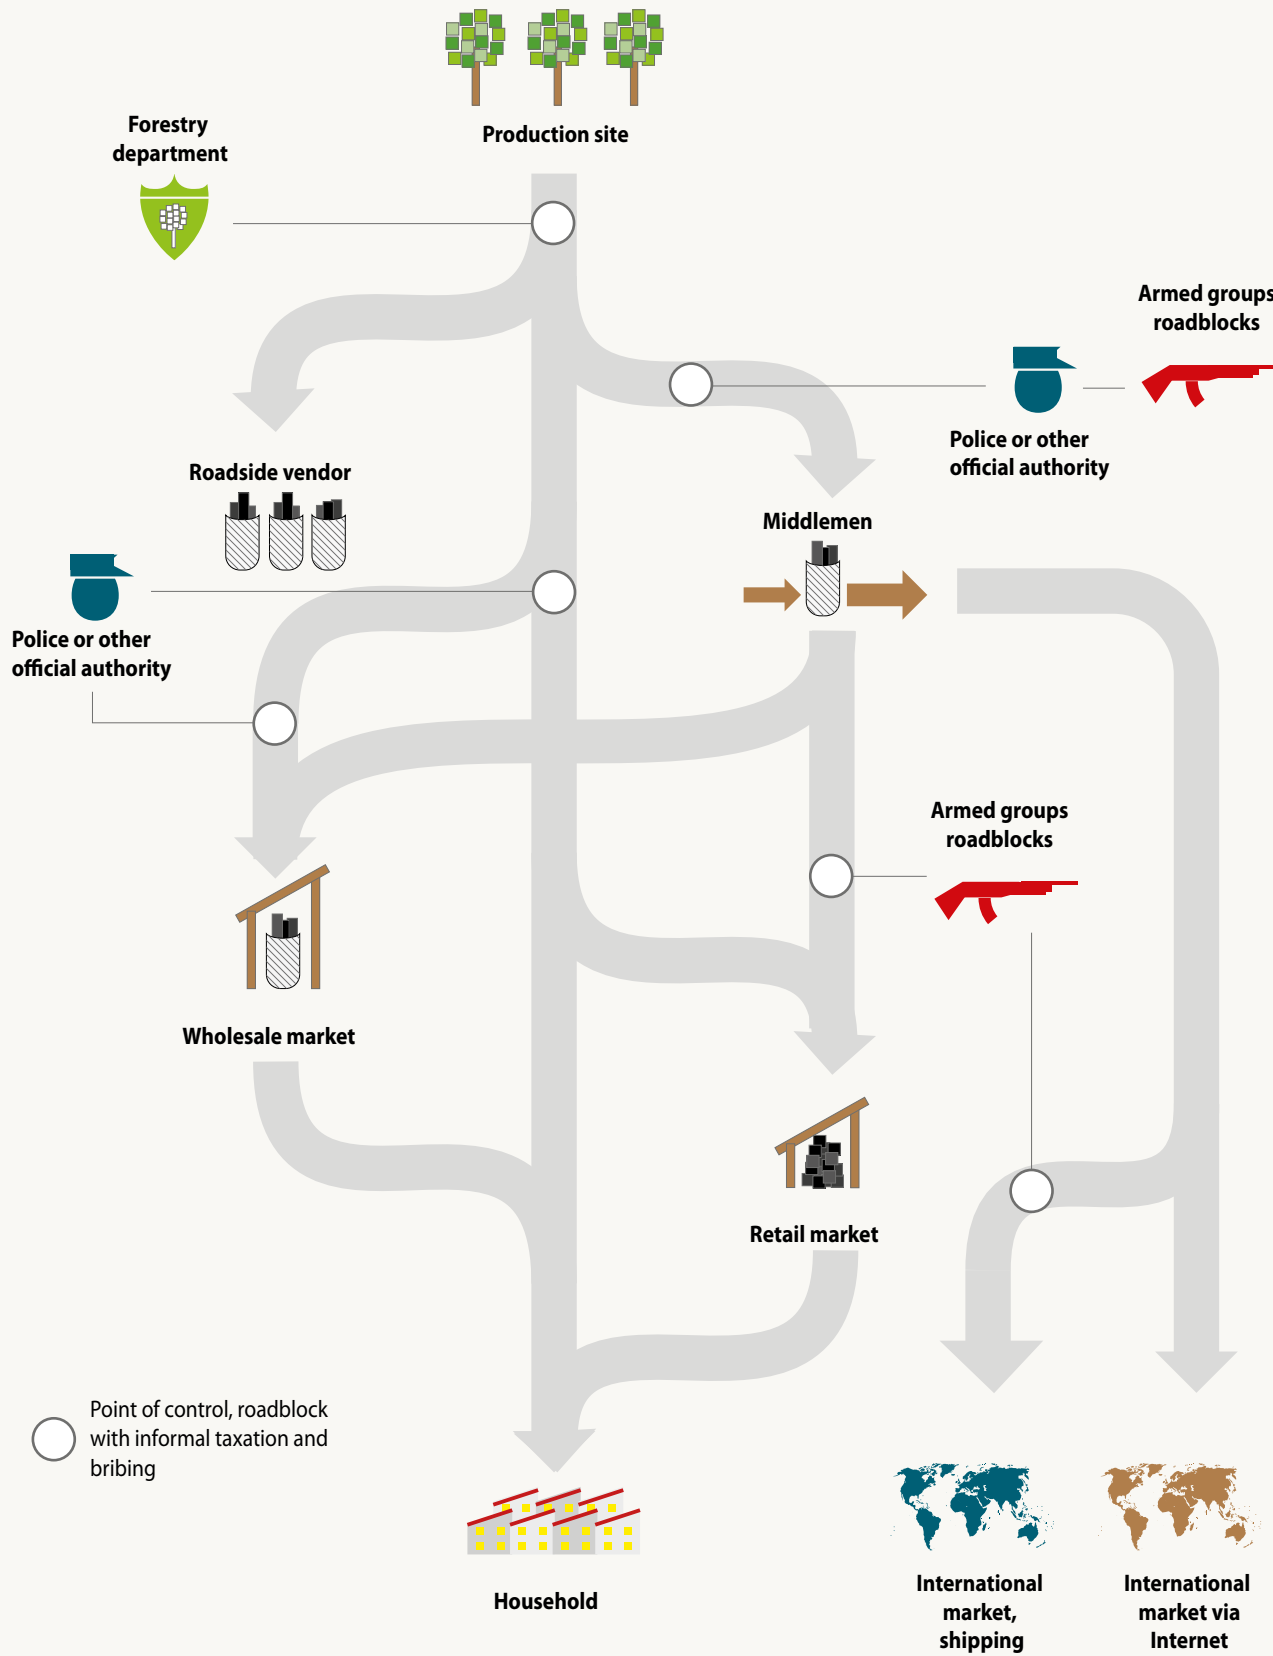 Production site
Forestry
department
Armed groups
roadblocks
Police or other
official authority
Roadside vendor
Middlemen
Police or other
official authority
Armed groups
roadblocks
Wholesale market
Retail market
Point of control, roadblock
with informal taxation and
bribing
Household
International
market,
shipping
International
market via
Internet